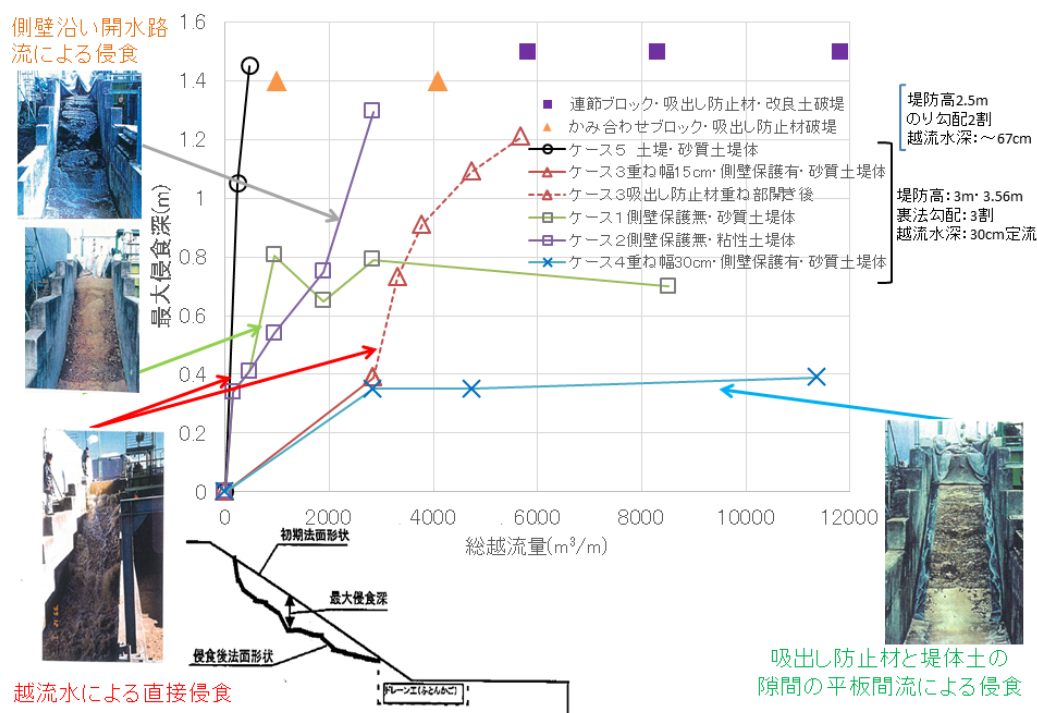 側壁沿い開水路
流による侵食
1.6
1.4
1.2
1
0.8
0.6
0.4
0.2
0
最大侵食深(m)
0
2000
4000
6000
8000
10000
12000
総越流量(m³/m)
連節ブロック・吸出し防止材・改良土破堤
かみ合わせブロック・吸出し防止材破堤
ケース5 土堤・砂質土堤体
ケース3重ね幅15cm・側壁保護有・砂質土堤体
ケース3吸出し防止材重ね部開き後
ケース1側壁保護無・砂質土堤体
ケース2側壁保護無・粘性土堤体
ケース4重ね幅30cm・側壁保護有・砂質土堤体
堤防高2.5m
のり勾配2割
越流水深:~67cm
堤防高:3m・3.56m
裏法勾配:3割
越流水深:30cm定流
初期法面形状
最大侵食深
侵食後法面形状
ドレーン工(ふとんかご)
越流水による直接侵食
吸出し防止材と堤体土の
隙間の平板間流による侵食